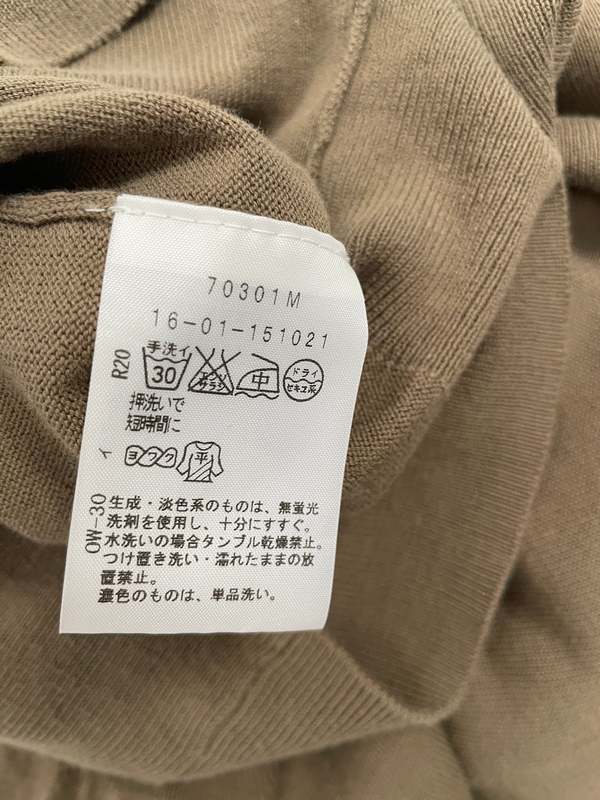 70301M
16-01-151021
R20
手洗イ
30
エンソ
サラシ
中
ドライ
セキユ系
押洗いで
短時間に
イ
ヨワク
平
OW-30
生成・淡色系のものは、無蛍光
洗剤を使用し、十分にすすぐ。
水洗いの場合タンブル乾燥禁止。
つけ置き洗い・濡れたままの放
置禁止。
濃色のものは、単品洗い。